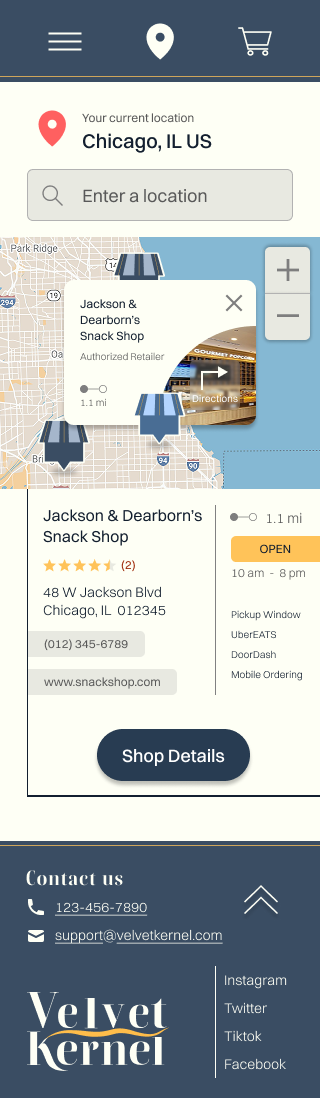 Your current location
Chicago, IL US
Enter a location
Park Ridge
14
294
19
Jackson &
Dearborn's
Snack Shop
Authorized Retailer
1.1 mi
GOURMET POPCORN
Directions
94
90
Jackson & Dearborn's
Snack Shop
(2)
48 W Jackson Blvd
Chicago, IL 012345
(012) 345-6789
www.snackshop.com
1.1 mi
OPEN
10 am - 8 pm
Pickup Window
UberEATS
DoorDash
Mobile Ordering
Shop Details
Contact us
123-456-7890
support@velvetkernel.com
Velvet
Kernel
Instagram
Twitter
Tiktok
Facebook